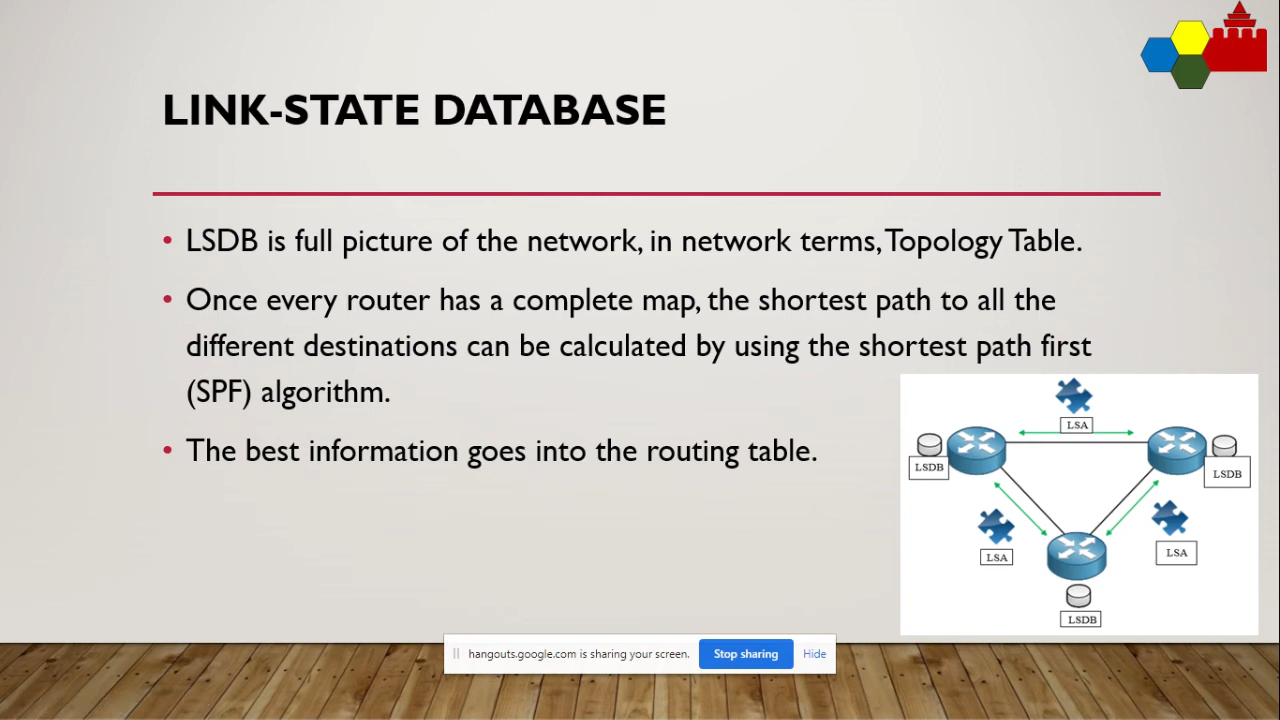 LINK-STATE DATABASE
• LSDB is full picture of the network, in network terms, Topology Table.
• Once every router has a complete map, the shortest path to all the
different destinations can be calculated by using the shortest path first
(SPF) algorithm.
• The best information goes into the routing table.
LSA
LSDB
LSDB
LSA
LSA
LSDB
hangouts.google.com is sharing your screen. Stop sharing Hide